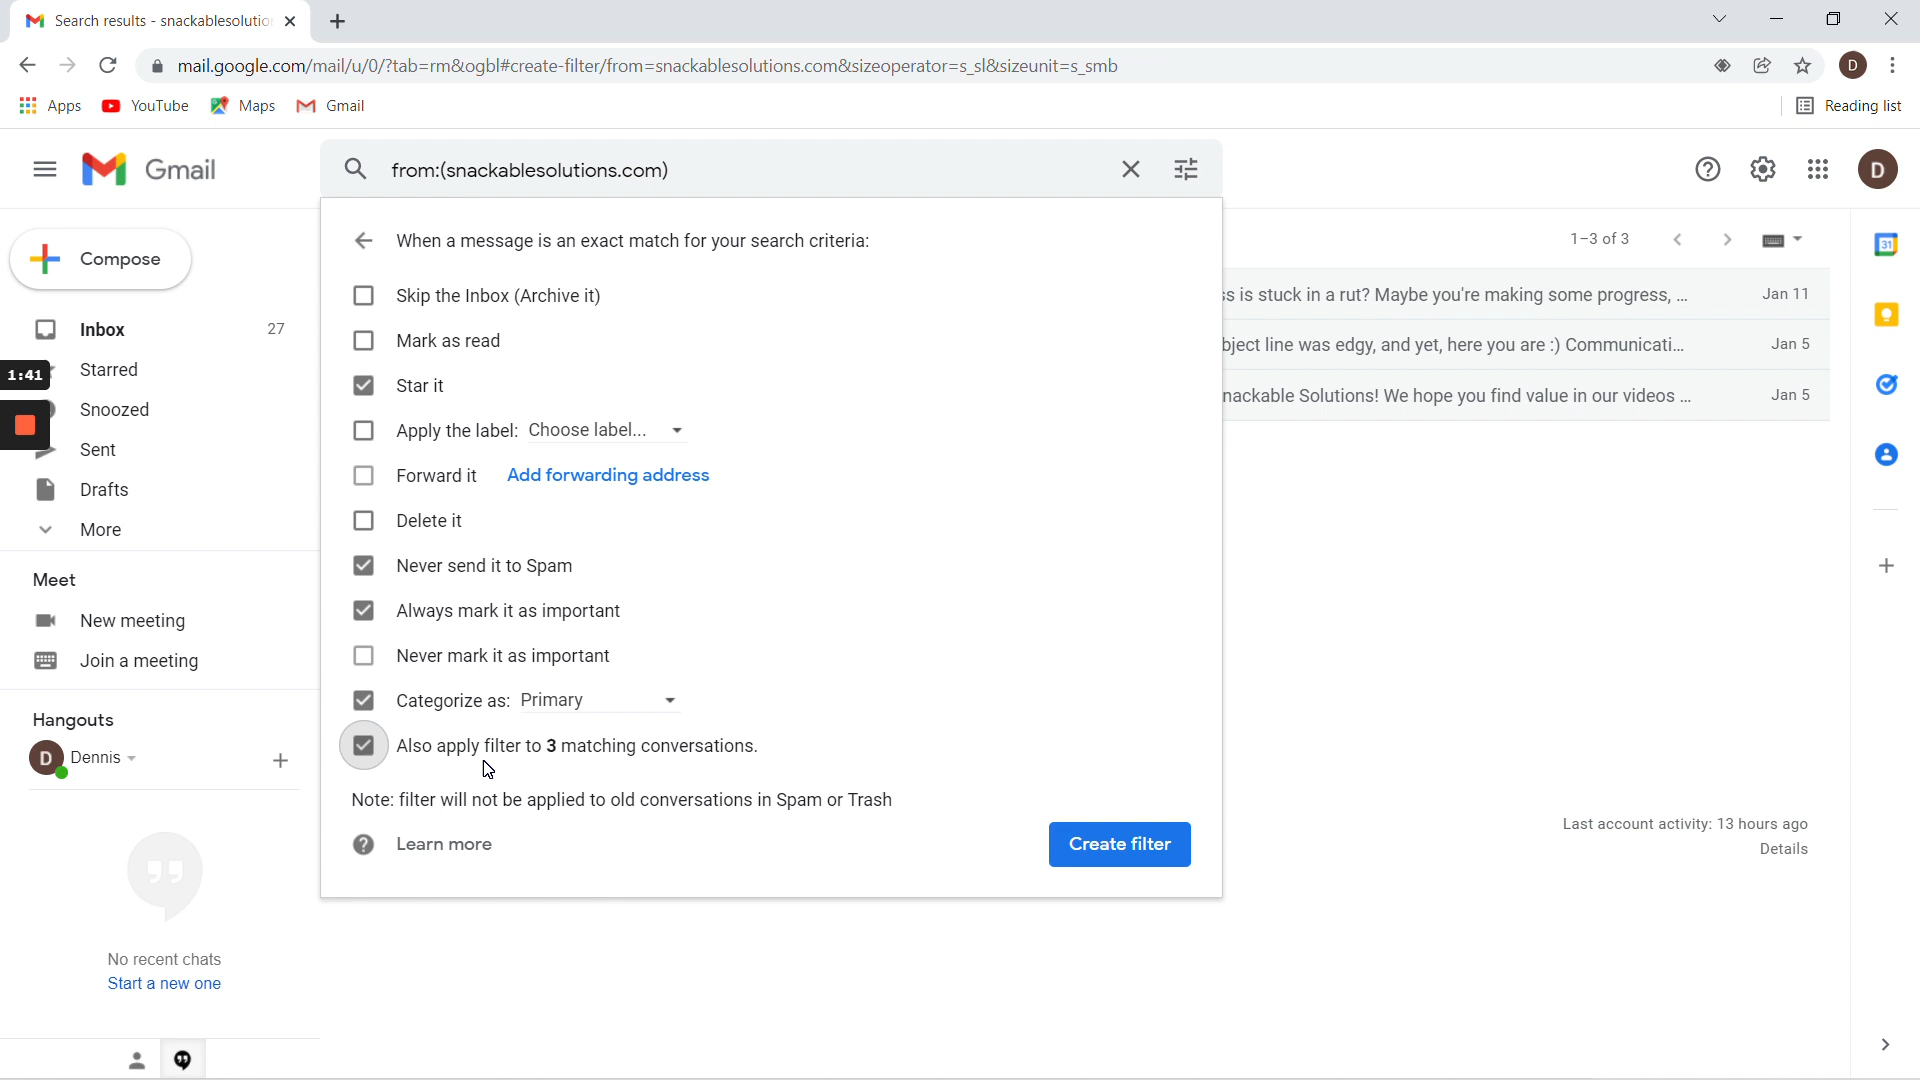 Search results - snackablesolutio
mail.google.com/mail/u/0/?tab=rm&ogbl#create-filter/from=snackablesolutions.com&sizeoperator=s_sl&sizeunit=s_smb
D
Apps YouTube Maps Gmail Reading list
Gmail
from:(snackablesolutions.com)
D
Compose
Inbox 27
1:41
Starred
Snoozed
Sent
Drafts
More
Meet
New meeting
Join a meeting
Hangouts
D Dennis
No recent chats
Start a new one
When a message is an exact match for your search criteria:
Skip the Inbox (Archive it)
Mark as read
Star it
Apply the label: Choose label...
Forward it Add forwarding address
Delete it
Never send it to Spam
Always mark it as important
Never mark it as important
Categorize as: Primary
Also apply filter to 3 matching conversations.
Note: filter will not be applied to old conversations in Spam or Trash
Learn more
Create filter
1-3 of 3
is stuck in a rut? Maybe you're making some progress, ... Jan 11
line was edgy, and yet, here you are :) Communicati... Jan 5
Solutions! We hope you find value in our videos ... Jan 5
Last account activity: 13 hours ago
Details
31